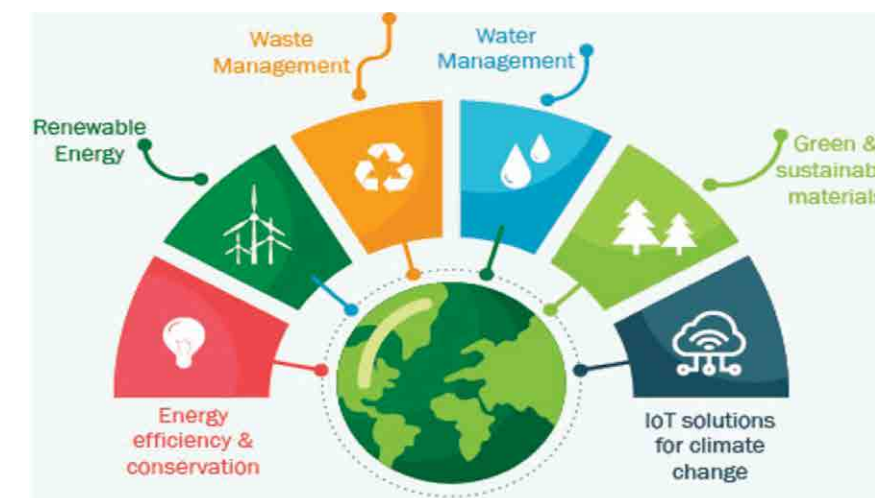 Waste
Management
Water
Management
Renewable
Energy
Green &
sustainab
materials
Energy
efficiency &
conservation
IoT solutions
for climate
change